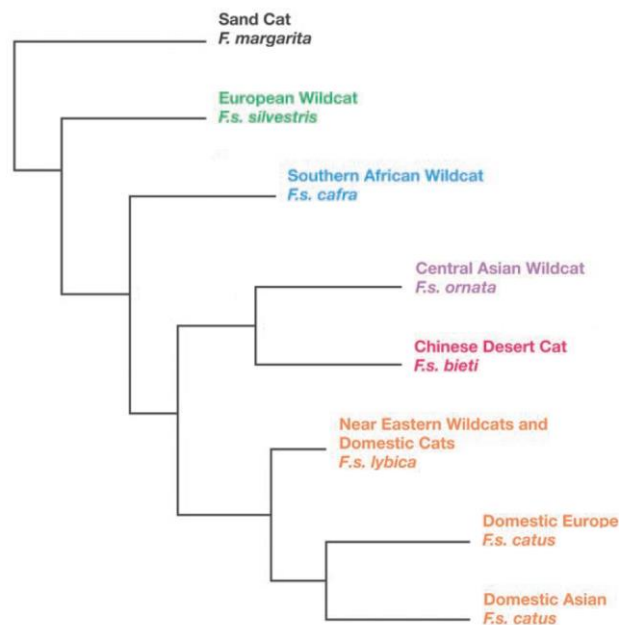 Sand Cat
F. margarita
European Wildcat
F.s. silvestris
Southern African Wildcat
F.s. cafra
Central Asian Wildcat
F.s. ornata
Chinese Desert Cat
F.s. bieti
Near Eastern Wildcats and
Domestic Cats
F.s. lybica
Domestic Europe
F.s. catus
Domestic Asian
F.s. catus